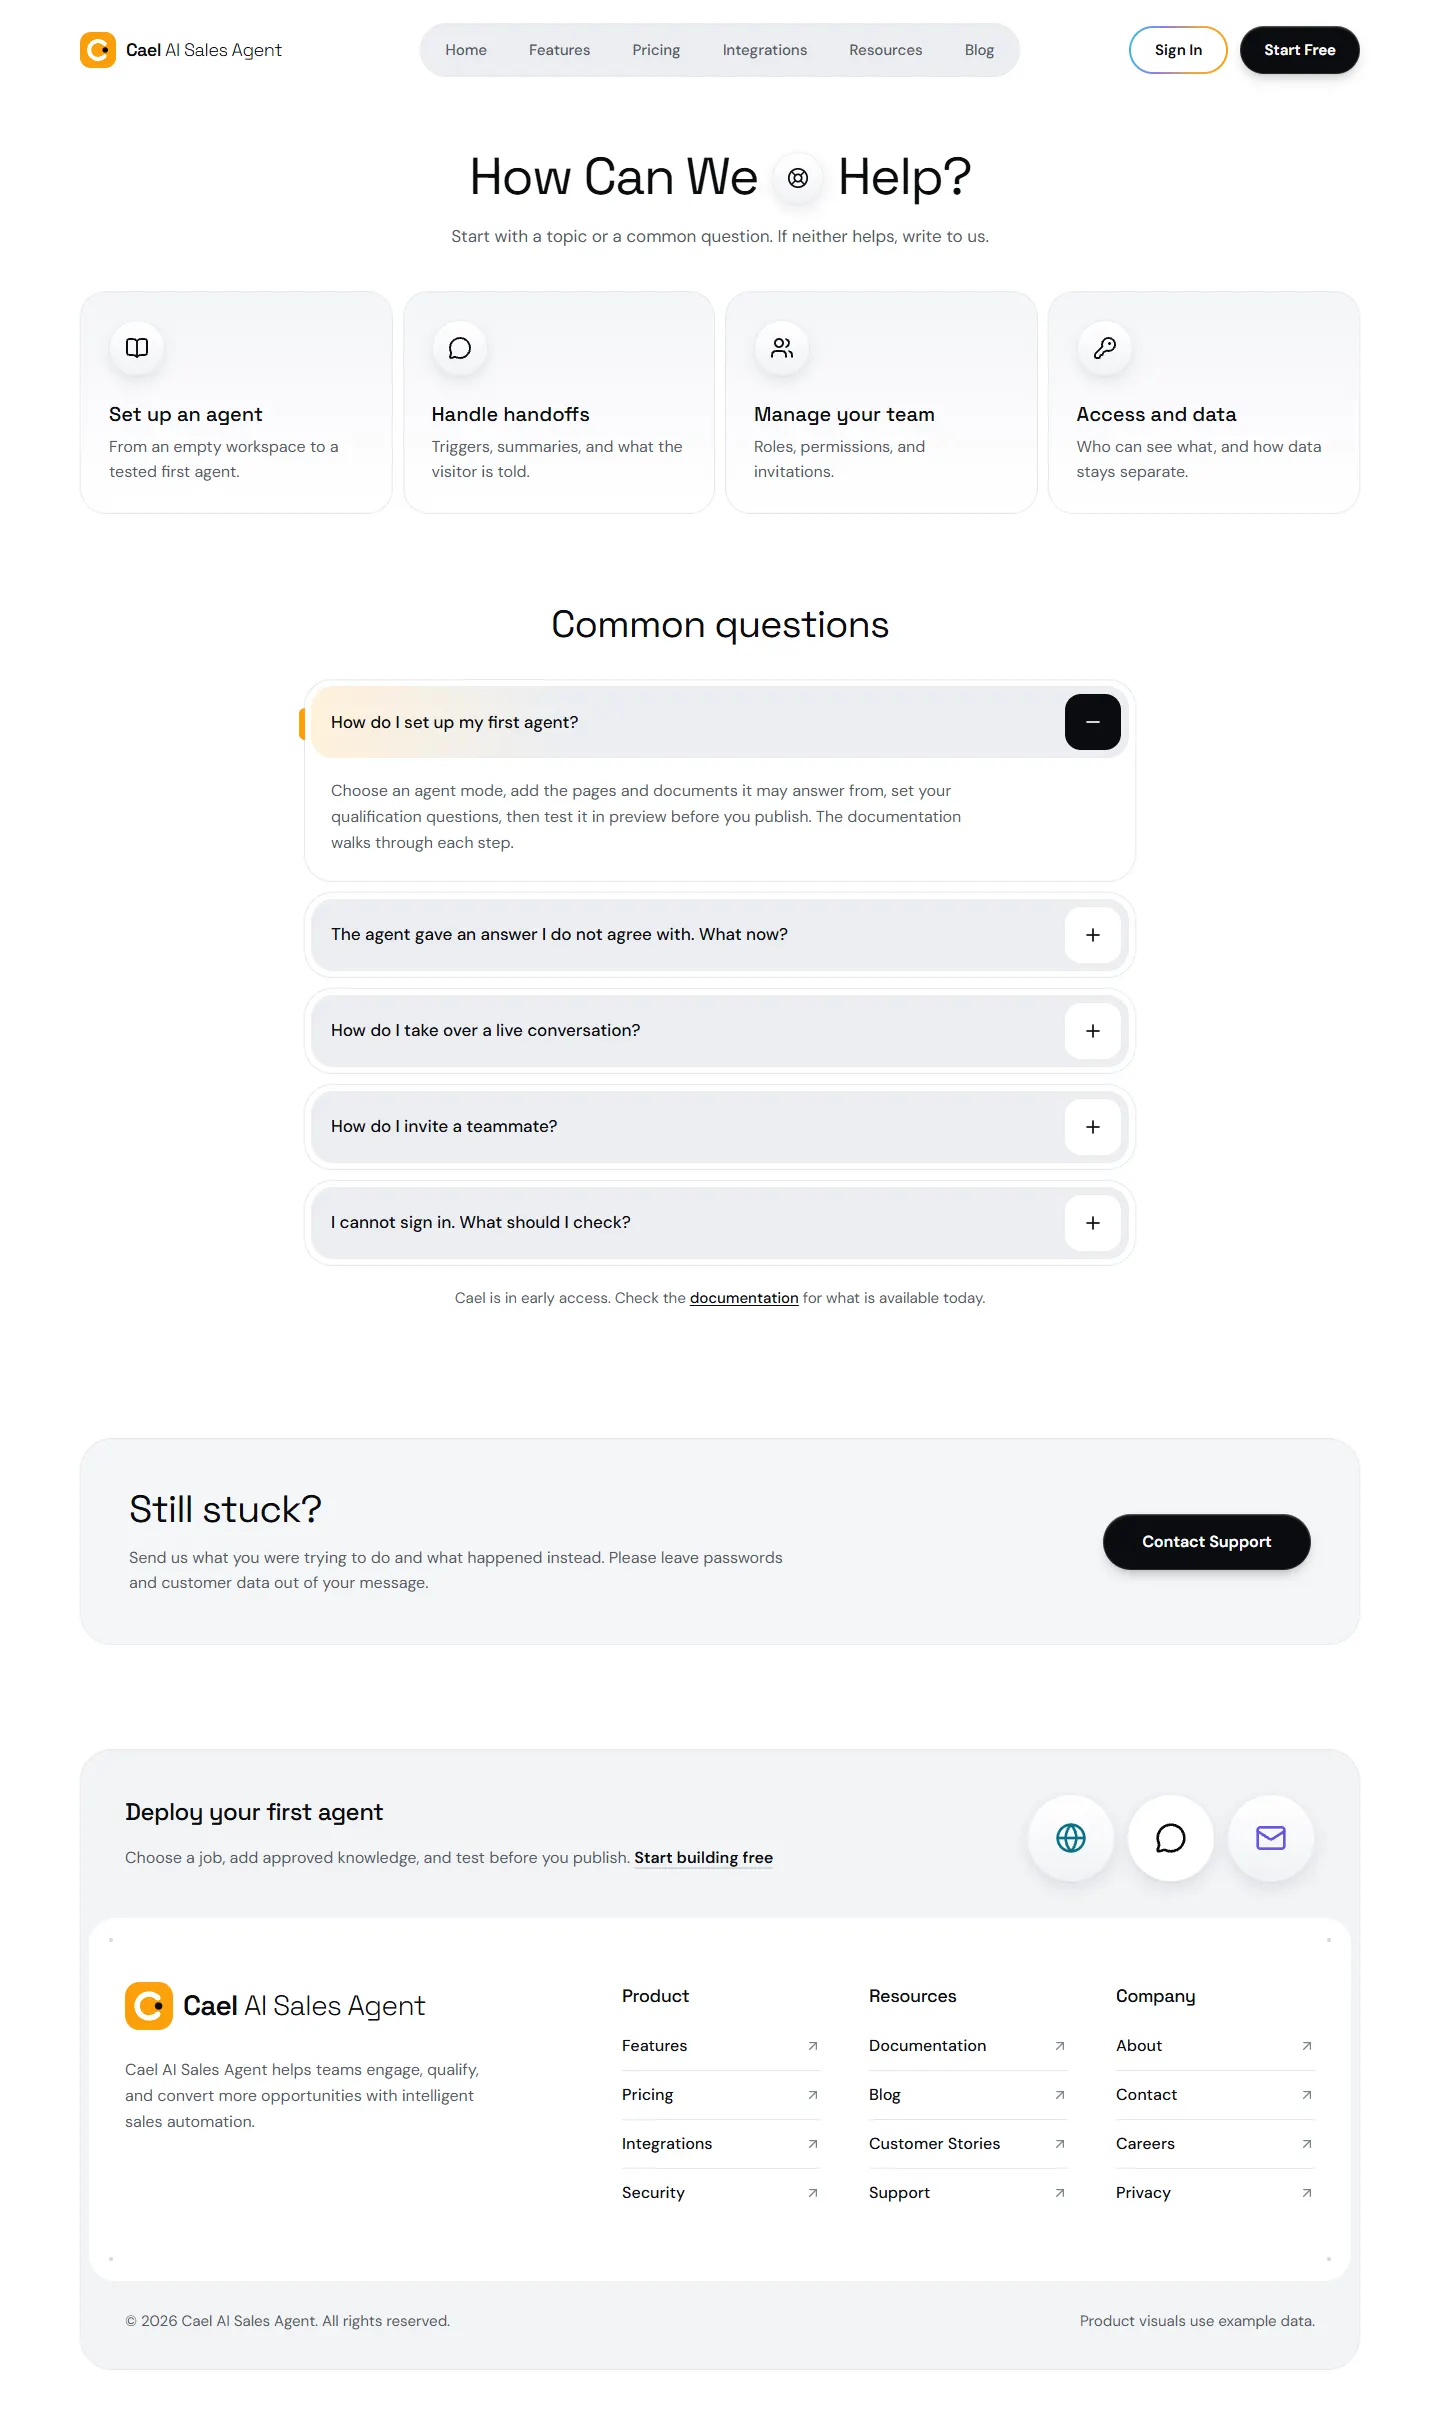 Cael AI Sales Agent
Home
Features
Pricing
Integrations
Resources
Blog
Sign In
Start Free
How Can We Help?
Start with a topic or a common question. If neither helps, write to us.
Set up an agent
From an empty workspace to a
tested first agent.
Handle handoffs
Triggers, summaries, and what the
visitor is told.
Manage your team
Roles, permissions, and
invitations.
Access and data
Who can see what, and how data
stays separate.
Common questions
How do I set up my first agent?
Choose an agent mode, add the pages and documents it may answer from, set your
qualification questions, then test it in preview before you publish. The documentation
walks through each step.
The agent gave an answer I do not agree with. What now?
How do I take over a live conversation?
How do I invite a teammate?
I cannot sign in. What should I check?
Cael is in early access. Check the documentation for what is available today.
Still stuck?
Send us what you were trying to do and what happened instead. Please leave passwords
and customer data out of your message.
Contact Support
Deploy your first agent
Choose a job, add approved knowledge, and test before you publish. Start building free
Cael AI Sales Agent
Cael AI Sales Agent helps teams engage, qualify,
and convert more opportunities with intelligent
sales automation.
Product
Features
Pricing
Integrations
Security
Resources
Documentation
Blog
Customer Stories
Support
Company
About
Contact
Careers
Privacy
© 2026 Cael AI Sales Agent. All rights reserved.
Product visuals use example data.